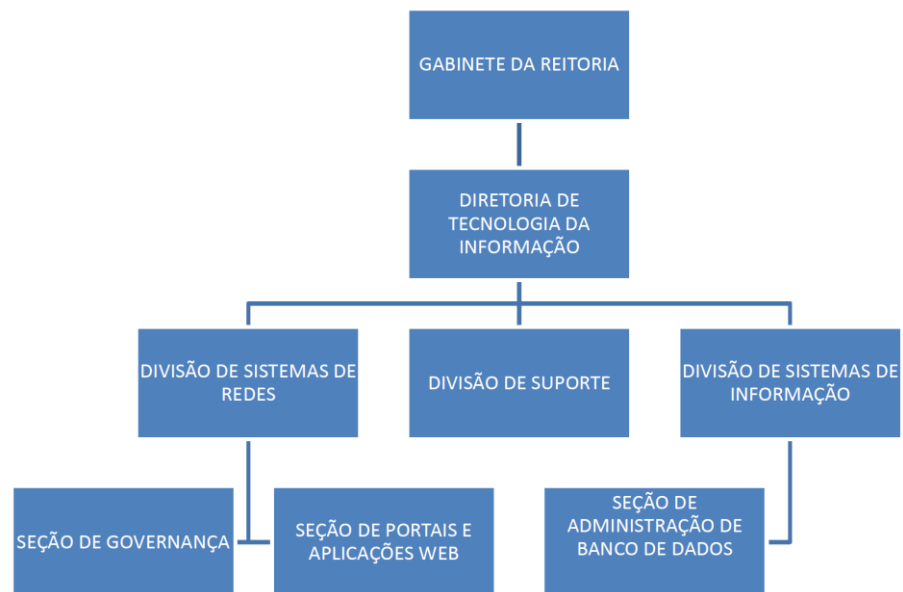 GABINETE DA REITORIA
DIRETORIA DE
TECNOLOGIA DA
INFORMAÇÃO
DIVISÃO DE SISTEMAS DE
REDES
DIVISÃO DE SUPORTE
DIVISÃO DE SISTEMAS DE
INFORMAÇÃO
SEÇÃO DE GOVERNANÇA
SEÇÃO DE PORTAIS E
APLICAÇÕES WEB
SEÇÃO DE
ADMINISTRAÇÃO DE
BANCO DE DADOS